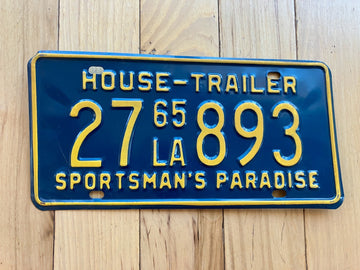 HOUSE-TRAILER
27 65 LA 893
SPORTSMAN'S PARADISE